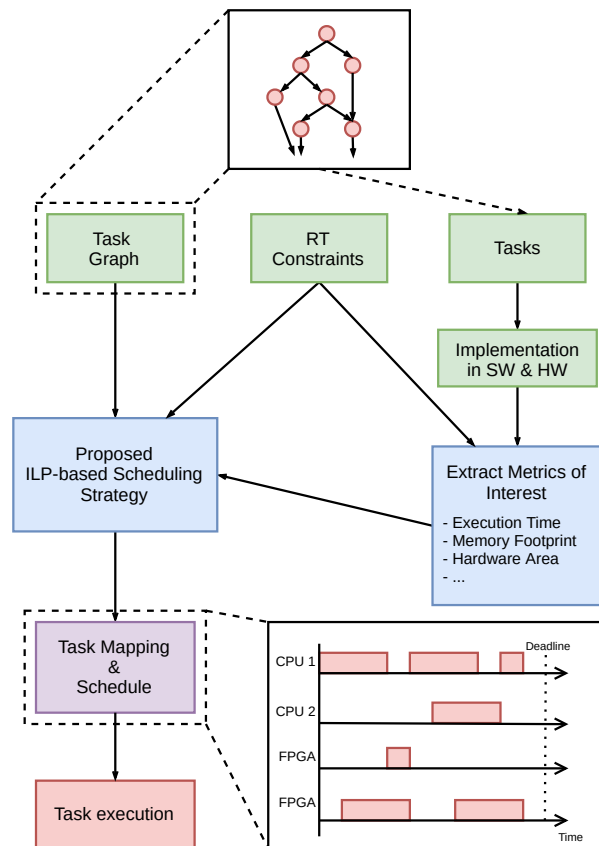 Task
Graph
RT
Constraints
Tasks
Implementation
in SW & HW
Proposed
ILP-based Scheduling
Strategy
Extract Metrics of
Interest
- Execution Time
- Memory Footprint
- Hardware Area
- ...
Task Mapping
&
Schedule
Deadline
CPU 1
CPU 2
FPGA
FPGA
Time
Task execution